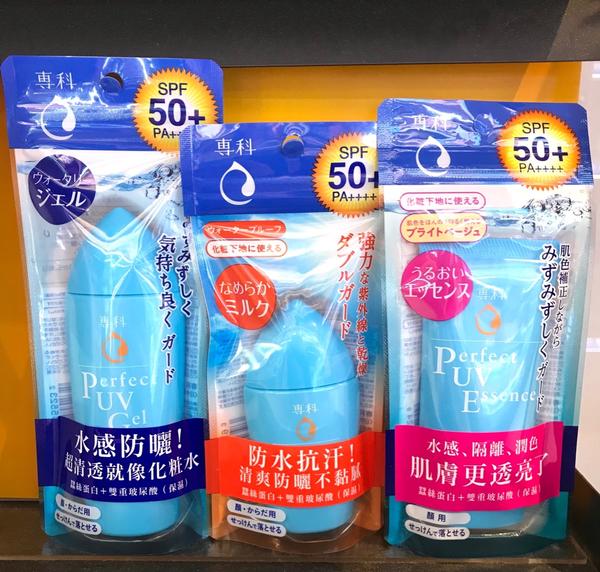 専科
SPF
50+
PA++++
ウォータリー
ジェル
みずみずしく
気持ち良くガード
専科
Perfect
UV
Gel
水感防曬!
超清透就像化粧水
蠶絲蛋白+雙重玻尿酸(保濕)
顔・からだ用
せっけんで落とせる
専科
SPF
50+
PA++++
ウォータープルーフ
化粧下地に使える
なめらか
ミルク
強力な紫外線と乾燥
ダブルガード
専科
防水抗汗!
清爽防曬不黏膩
蠶絲蛋白+雙重玻尿酸(保濕)
顔・からだ用
せっけんで落とせる
専科
SPF
50+
PA++++
化粧下地に使える
ブライトベージュ
うるおい
エッセンス
肌色補正しながら
みずみずしくガード
専科
Perfect
UV
Essence
水感、隔離、潤色
肌膚更透亮了
蠶絲蛋白+雙重玻尿酸(保濕)
顔用
せっけんで落とせる